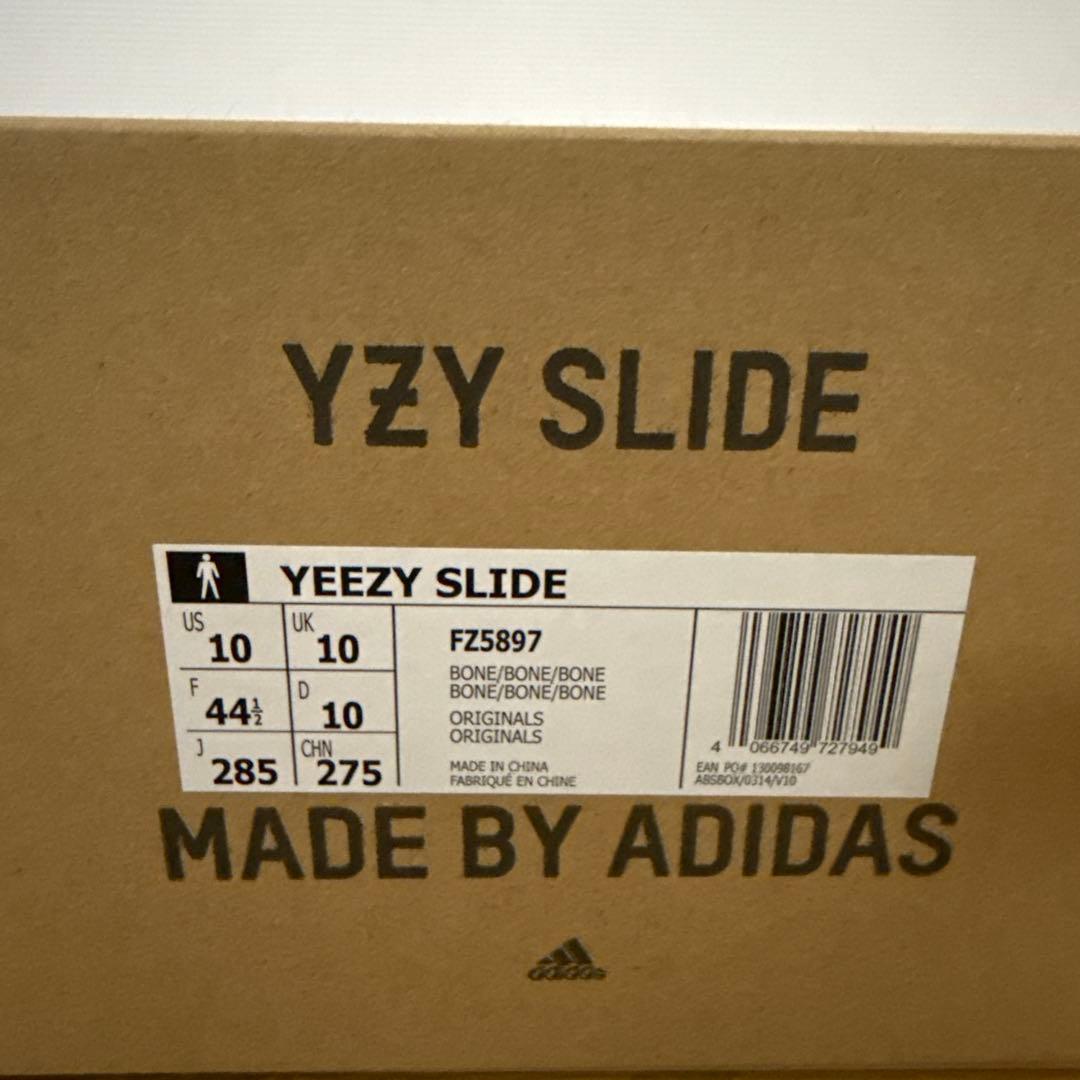 YZY SLIDE
YEEZY SLIDE
US 10 UK 10
F 44½ D 10
J 285 CHN 275
FZ5897
BONE/BONE/BONE
BONE/BONE/BONE
ORIGINALS
ORIGINALS
MADE IN CHINA
FABRIQUÉ EN CHINE
4 066749 727949
EAN PO# 130098167
ABSBOX/0314/V10
MADE BY ADIDAS
adidas